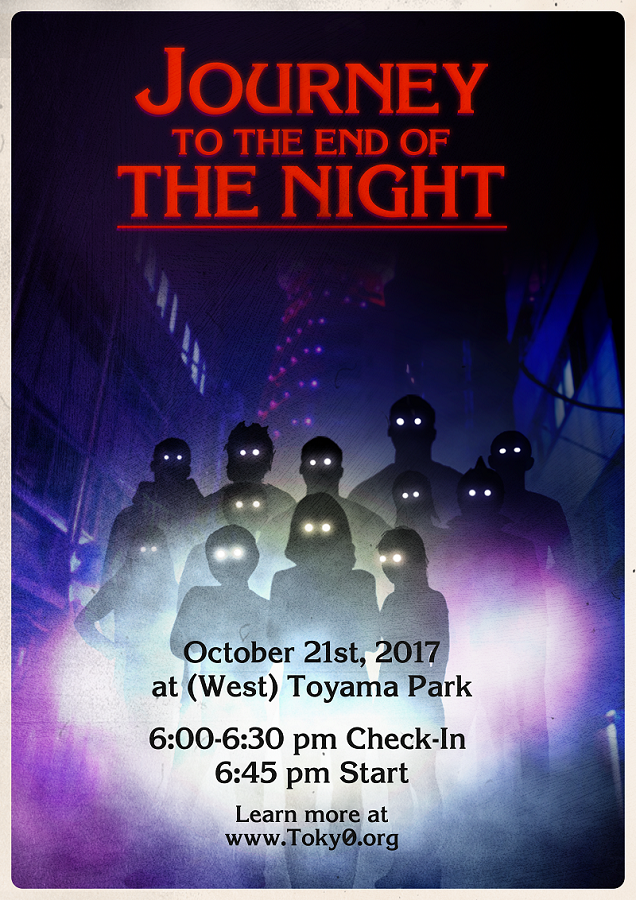 JOURNEY
TO THE END OF
THE NIGHT
October 21st, 2017
at (West) Toyama Park
6:00-6:30 pm Check-In
6:45 pm Start
Learn more at
www.Toky0.org